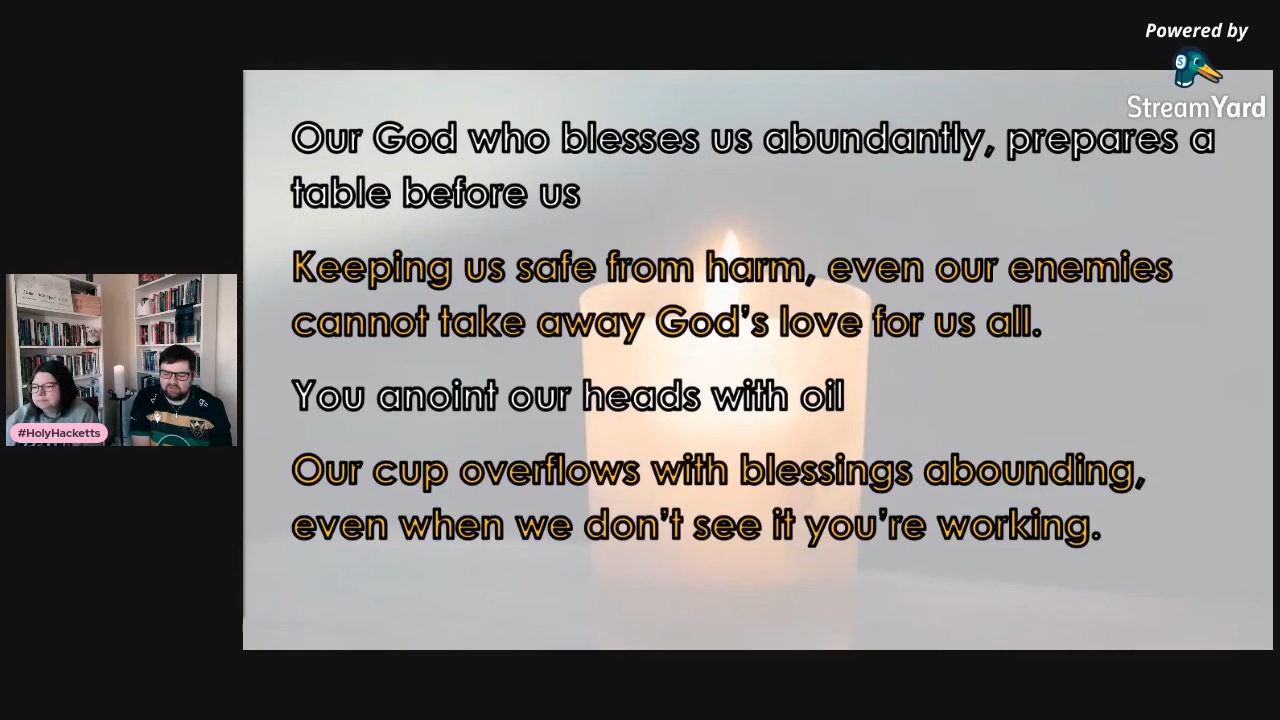 Powered by
StreamYard
Our God who blesses us abundantly, prepares a
table before us
Keeping us safe from harm, even our enemies
cannot take away God's love for us all.
You anoint our heads with oil
Our cup overflows with blessings abounding,
even when we don't see it you're working.
#HolyHacketts